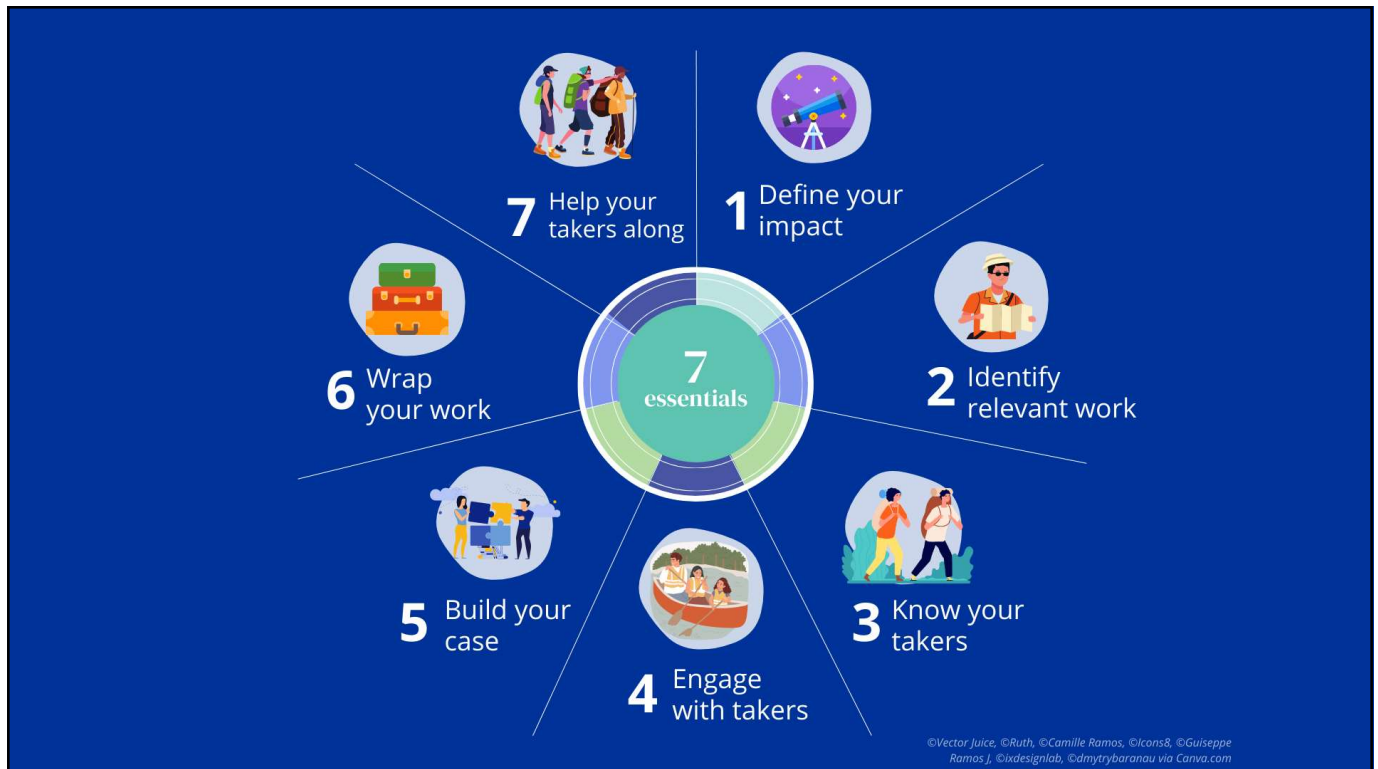 7
essentials
1 Define your
impact
2 Identify
relevant work
3 Know your
takers
4 Engage
with takers
5 Build your
case
6 Wrap
your work
7 Help your
takers along
©Vector Juice, ©Ruth, ©Camille Ramos, ©Icons8, ©Guiseppe
Ramos J, ©ixdesignlab, ©dmytrybaranau via Canva.com